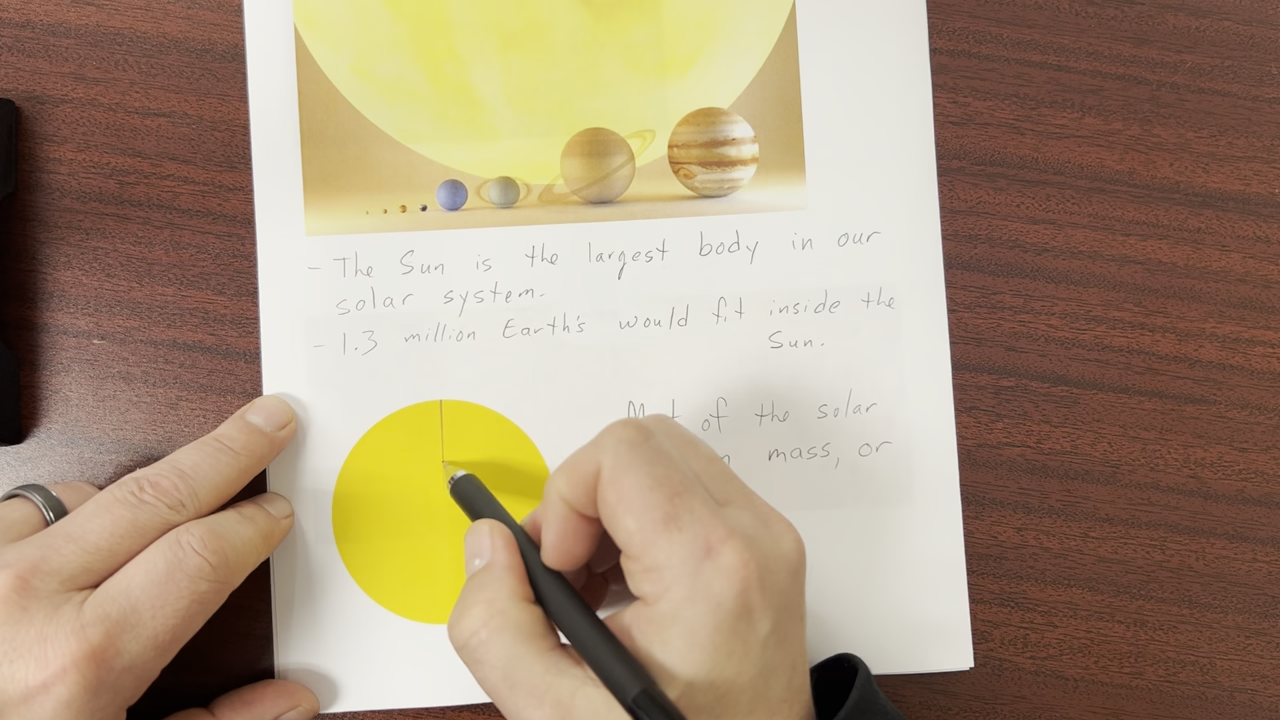 - The Sun is the largest body in our
solar system.
- 1.3 million Earth's would fit inside the
Sun.
of the solar
mass, or